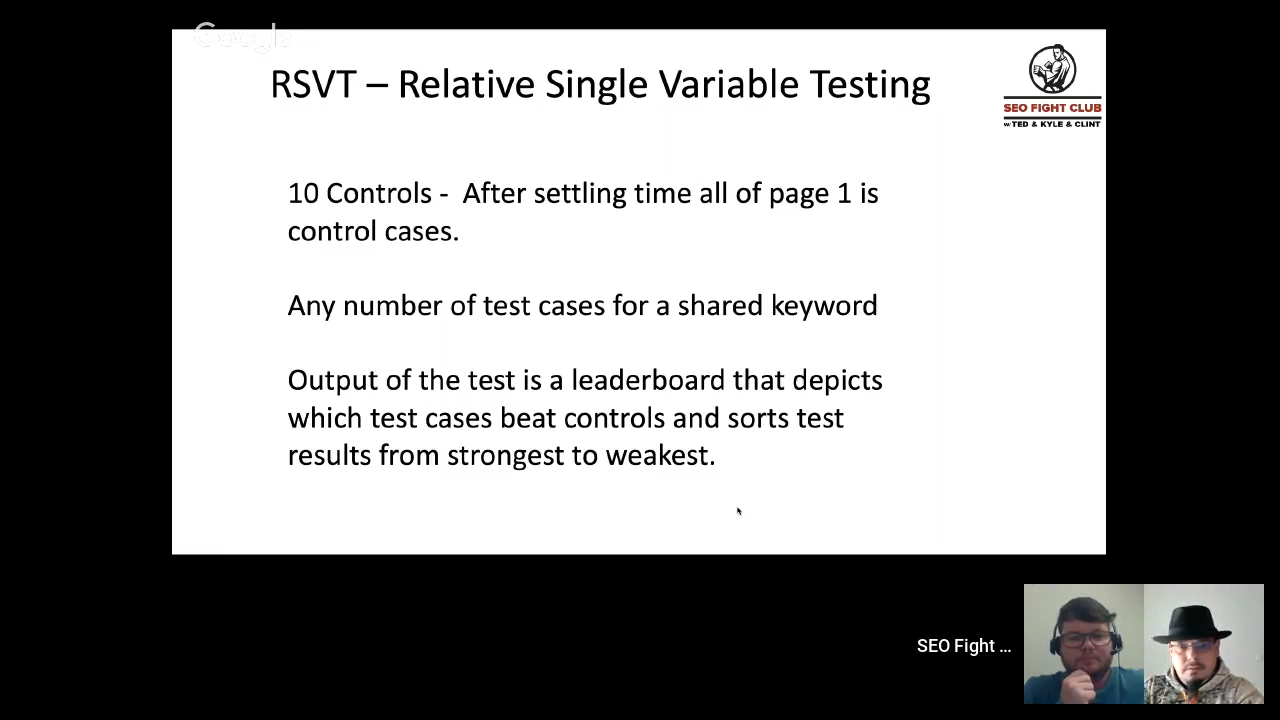 Google
RSVT – Relative Single Variable Testing
SEO FIGHT CLUB
w/ TED & KYLE & CLINT
10 Controls -  After settling time all of page 1 is
control cases.
Any number of test cases for a shared keyword
Output of the test is a leaderboard that depicts
which test cases beat controls and sorts test
results from strongest to weakest.
SEO Fight ...